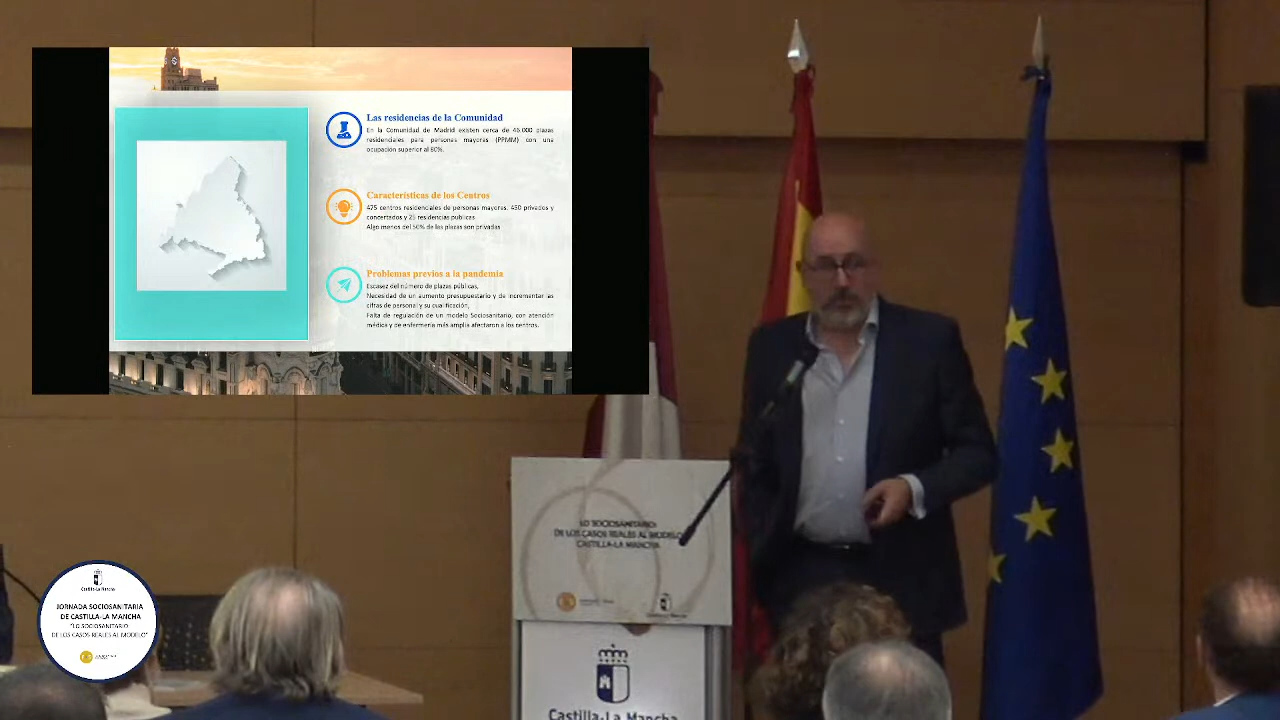 Las residencias de la Comunidad
En la Comunidad de Madrid existen cerca de 46.000 plazas
residenciales para personas mayores (PPMM) con una
ocupación superior al 80%.
Características de los Centros
475 centros residenciales de personas mayores, 450 privados y
concertados y 25 residencias públicas
Algo menos del 50% de las plazas son privadas
Problemas previos a la pandemia
Escasez del número de plazas públicas,
Necesidad de un aumento presupuestario y de incrementar las
cifras de personal y su cualificación,
Falta de regulación de un modelo Sociosanitario, con atención
médica y de enfermería más amplia afectaron a los centros.
LO SOCIOSANITARIO:
DE LOS CASOS REALES AL MODELO
CASTILLA-LA MANCHA
Castilla-La Mancha
Castilla-La Mancha
JORNADA SOCIOSANITARIA
DE CASTILLA-LA MANCHA
"LO SOCIOSANITARIO
DE LOS CASOS REALES AL MODELO"